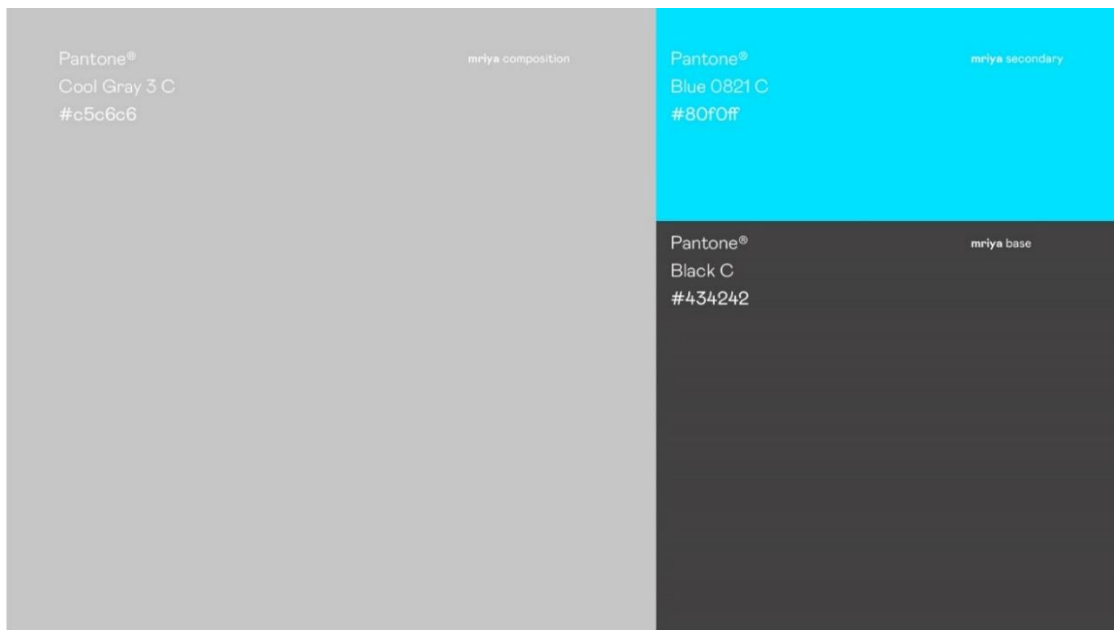 Pantone®
Cool Gray 3 C
#c5c6c6
mriya composition
Pantone®
Blue 0821 C
#80f0ff
mriya secondary
Pantone®
Black C
#434242
mriya base